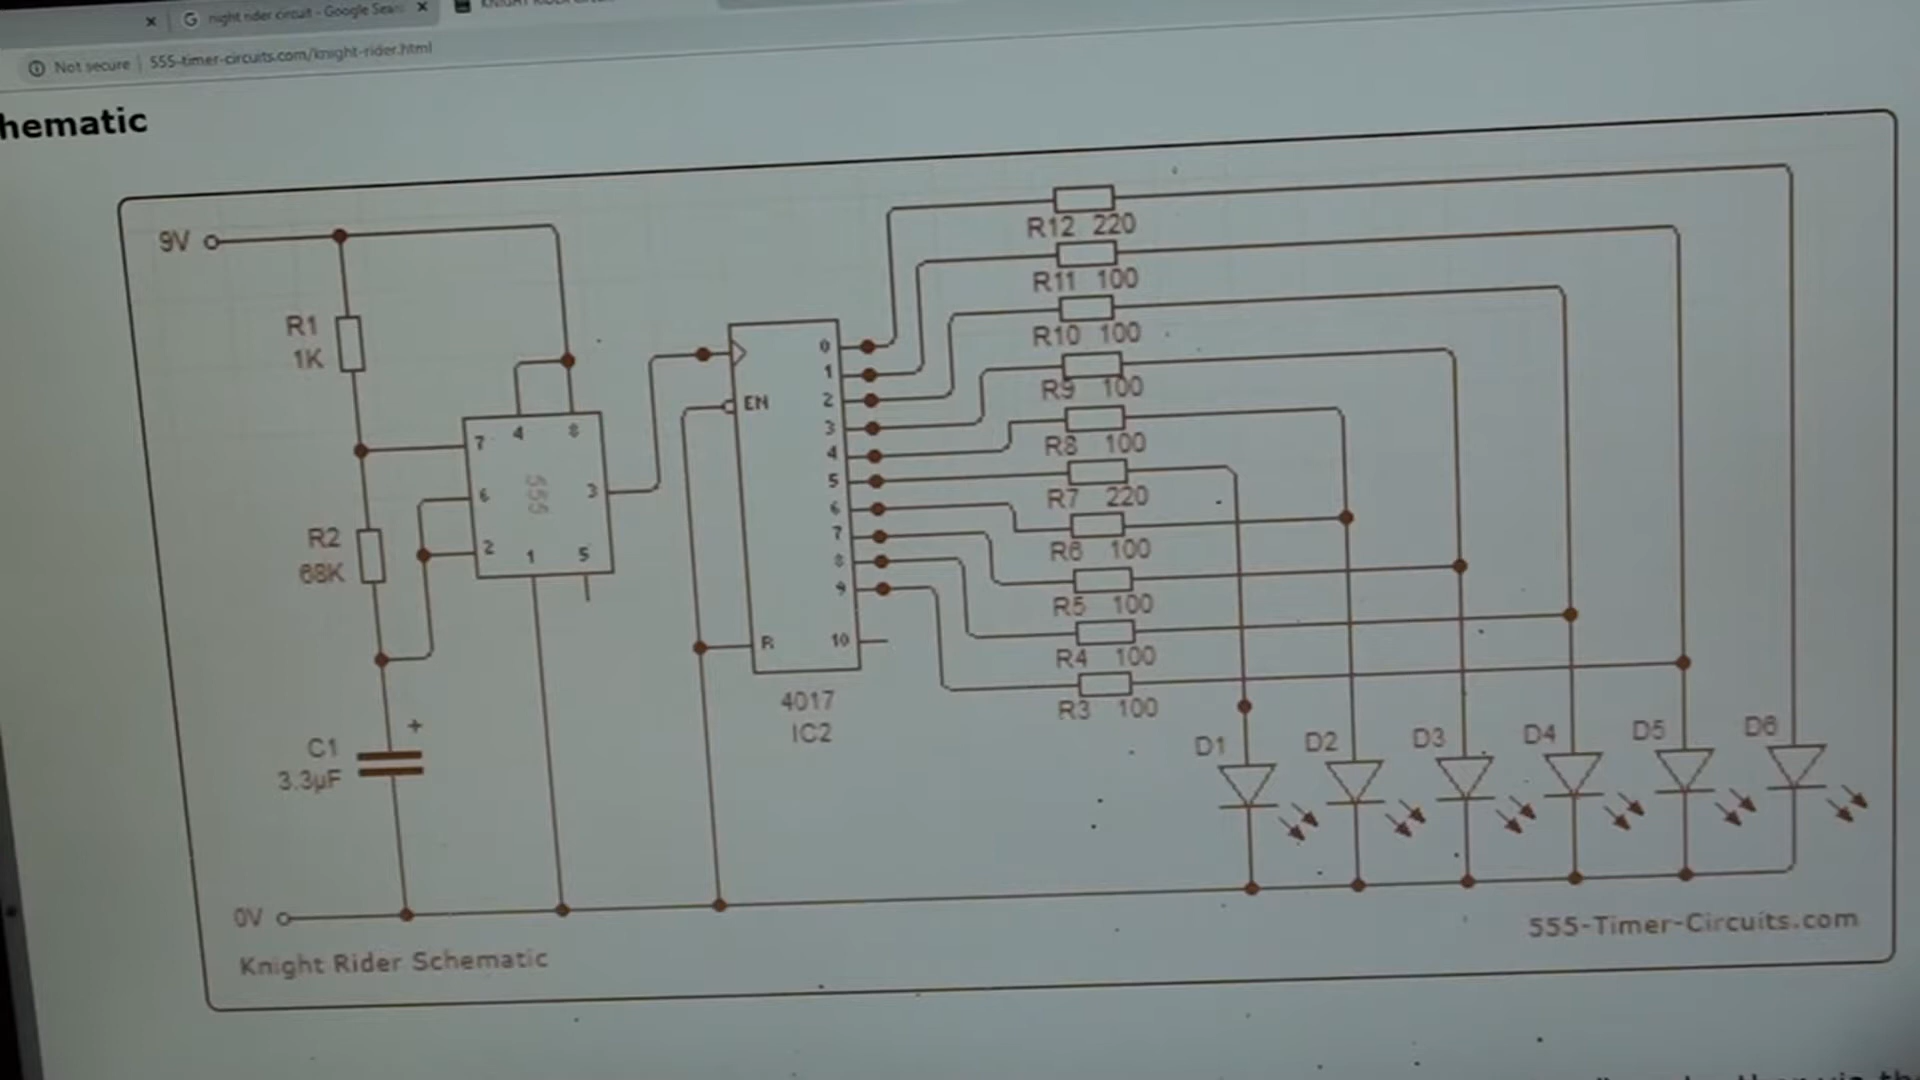 night rider circuit - Google Sear
Not secure | 555-timer-circuits.com/knight-rider.html
hematic
9V
R1
1K
R2
68K
C1
+
3.3µF
0V
7
4
8
6
555
3
2
1
5
EN
R
0
1
2
3
4
5
6
7
8
9
10
4017
IC2
R12 220
R11 100
R10 100
R9 100
R8 100
R7 220
R6 100
R5 100
R4 100
R3 100
D1
D2
D3
D4
D5
D6
Knight Rider Schematic
555-Timer-Circuits.com